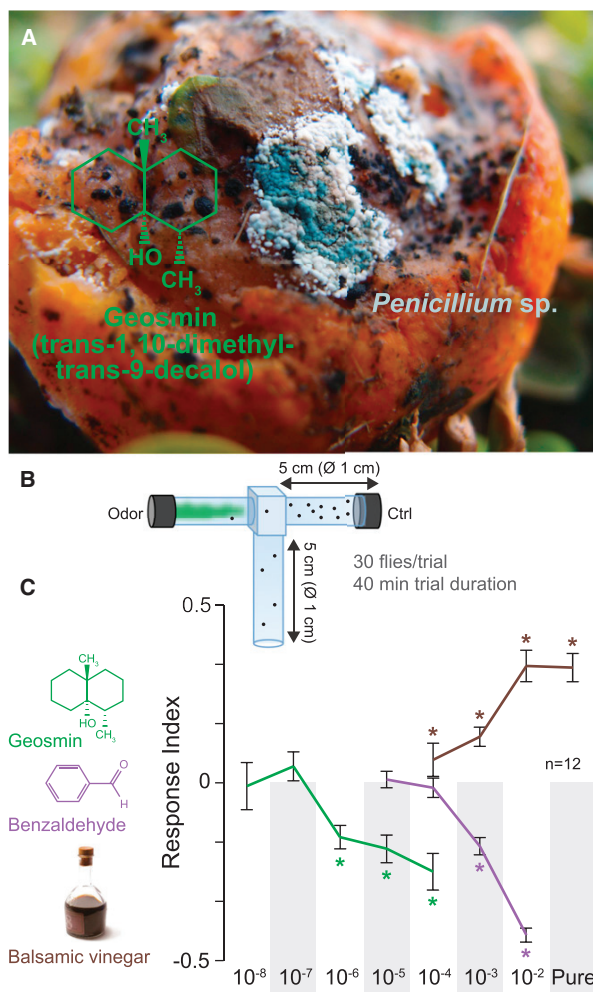 A
CH3
HO
CH3
Geosmin
(trans-1,10-dimethyl-
trans-9-decalol)
Penicillium sp.
B
5 cm (Ø 1 cm)
Odor
Ctrl
5 cm (Ø 1 cm)
30 flies/trial
40 min trial duration
C
0.5
0
-0.5
Response Index
CH3
HO
CH3
Geosmin
O
H
Benzaldehyde
Balsamic vinegar
* * * *
* * *
* *
n=12
10-8 10-7 10-6 10-5 10-4 10-3 10-2 Pure